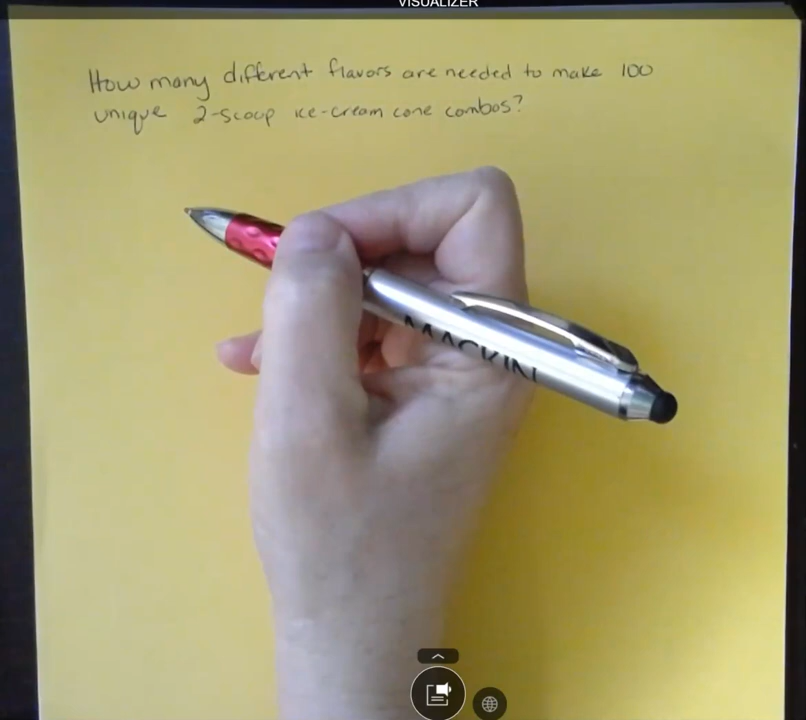 VISUALIZER
How many different flavors are needed to make 100
unique 2-scoop ice-cream cone combos?
MACKIN